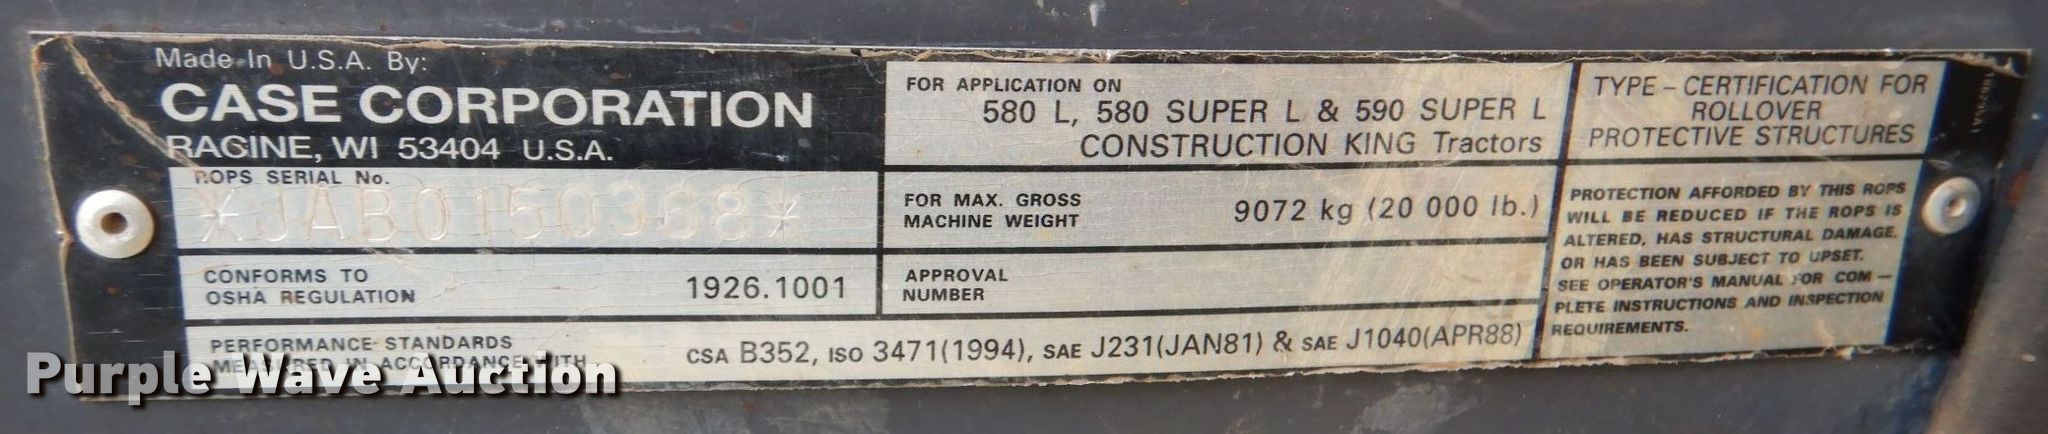 Made In U.S.A. By:
CASE CORPORATION
RACINE, WI 53404 U.S.A.
ROPS SERIAL No.
*JAB0150368*
CONFORMS TO
OSHA REGULATION
1926.1001
PERFORMANCE STANDARDS
MEASURED IN ACCORDANCE WITH
CSA B352, ISO 3471(1994), SAE J231(JAN81) & SAE J1040(APR88)
FOR APPLICATION ON
580 L, 580 SUPER L & 590 SUPER L
CONSTRUCTION KING Tractors
FOR MAX. GROSS
MACHINE WEIGHT
9072 kg (20 000 lb.)
APPROVAL
NUMBER
TYPE – CERTIFICATION FOR
ROLLOVER
PROTECTIVE STRUCTURES
PROTECTION AFFORDED BY THIS ROPS
WILL BE REDUCED IF THE ROPS IS
ALTERED, HAS STRUCTURAL DAMAGE,
OR HAS BEEN SUBJECT TO UPSET.
SEE OPERATOR'S MANUAL FOR COM –
PLETE INSTRUCTIONS AND INSPECTION
REQUIREMENTS.
Purple Wave Auction